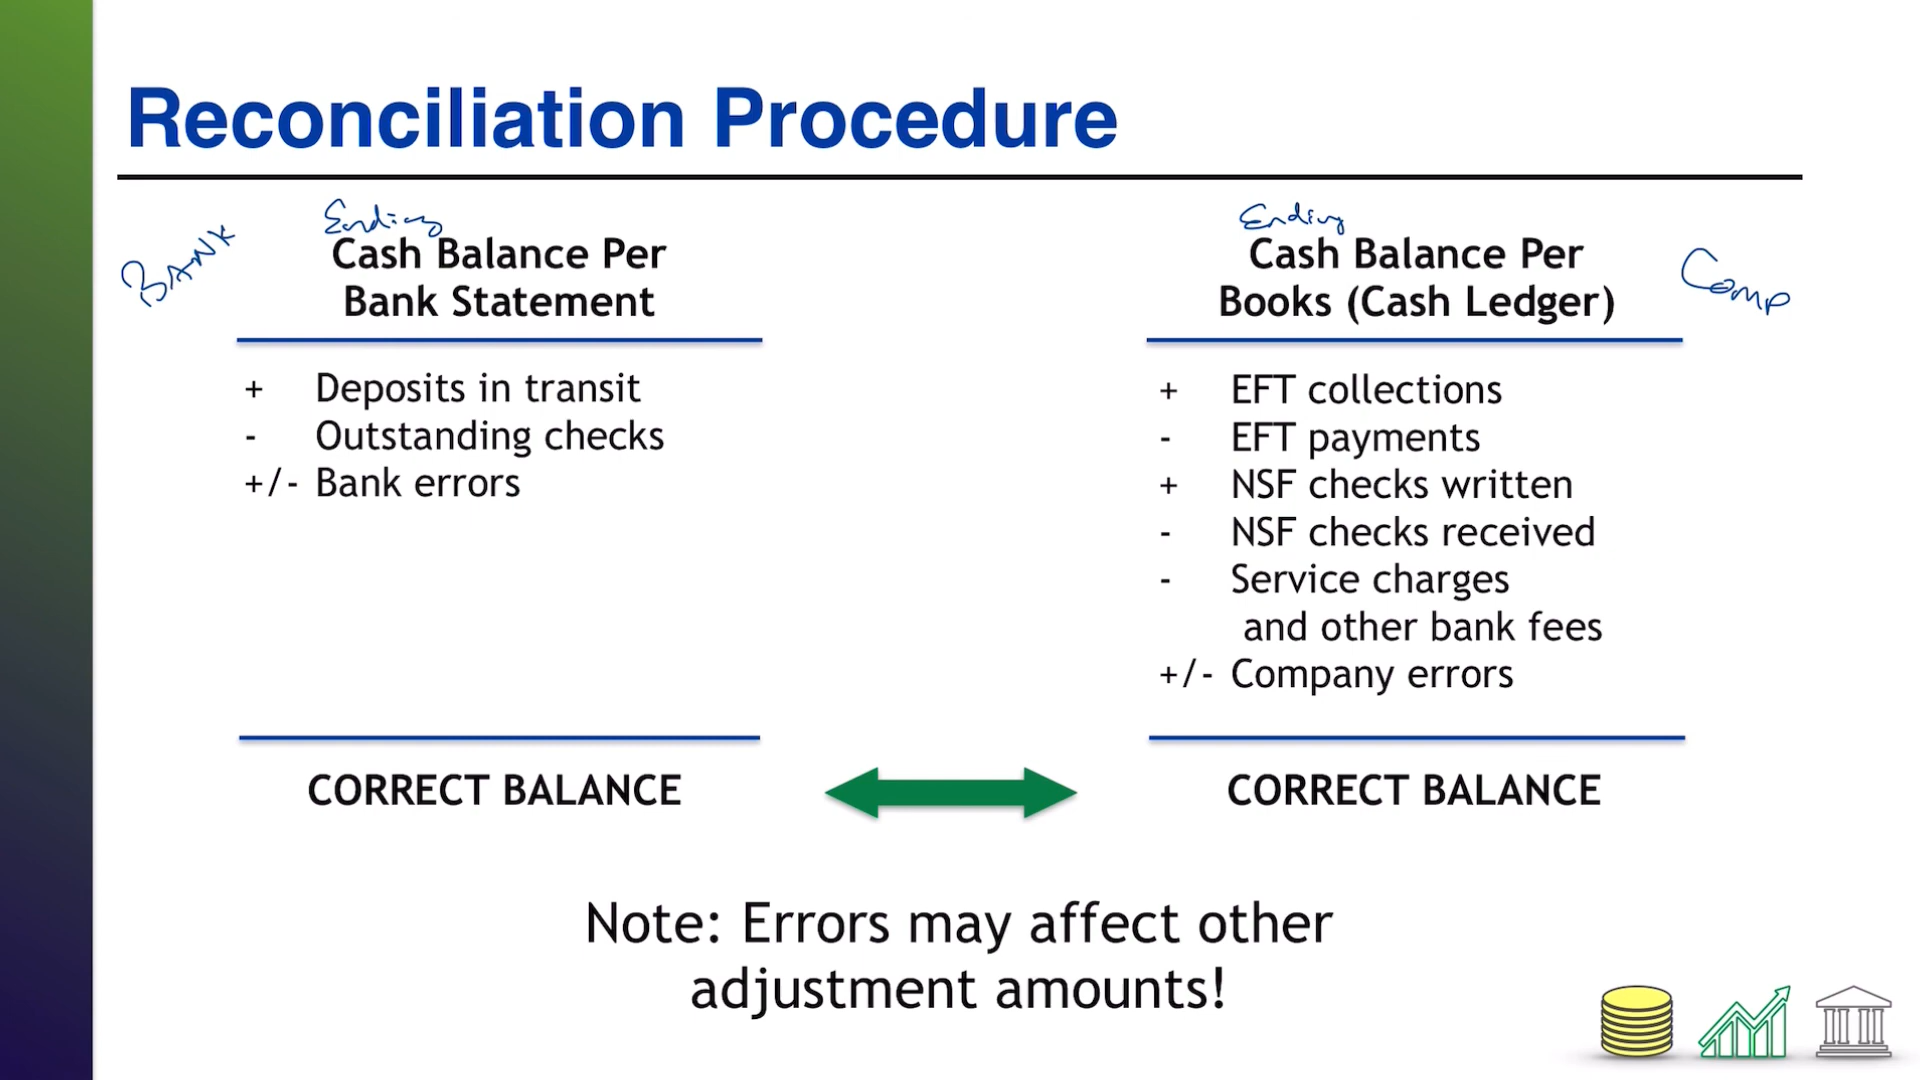 Reconciliation Procedure
BANK
Ending
Cash Balance Per
Bank Statement
+ Deposits in transit
- Outstanding checks
+/- Bank errors
CORRECT BALANCE
Ending
Cash Balance Per
Books (Cash Ledger)
Comp
+ EFT collections
- EFT payments
+ NSF checks written
- NSF checks received
- Service charges
and other bank fees
+/- Company errors
CORRECT BALANCE
Note: Errors may affect other
adjustment amounts!